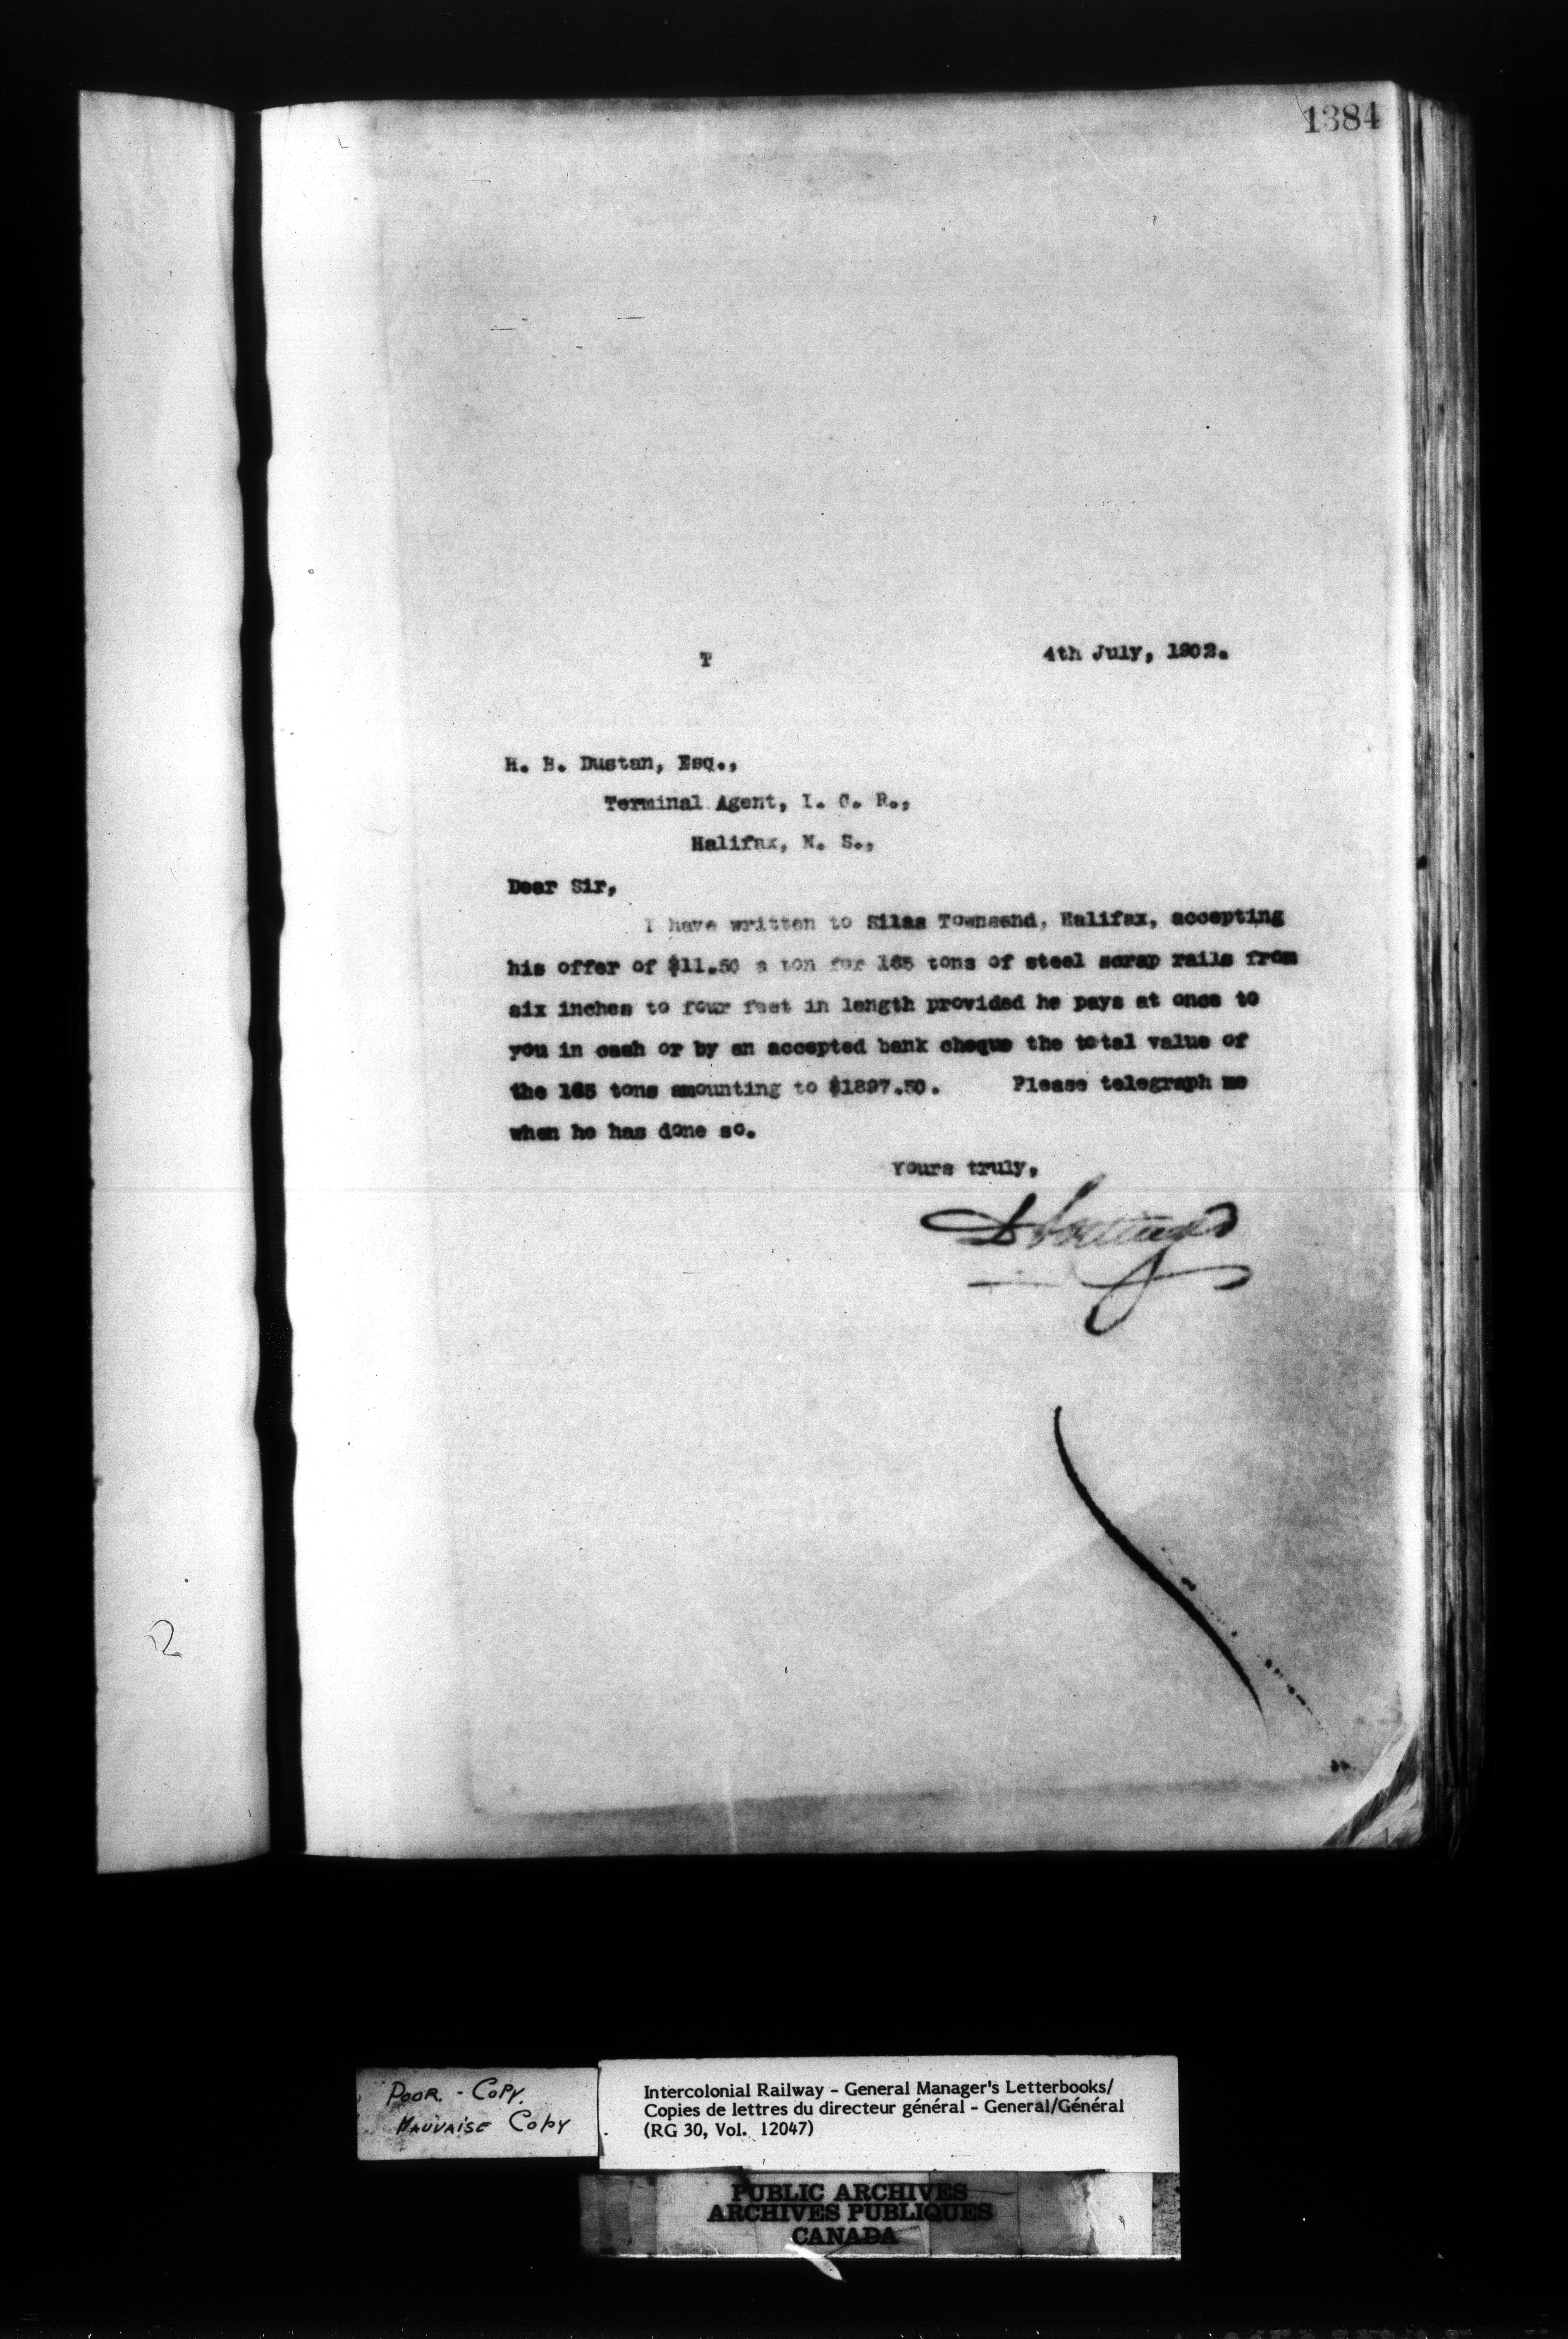 1384
T 4th July, 1902.
H. B. Dustan, Esq.,
Terminal Agent, I. C. R.,
Halifax, N. S.,
Dear Sir,
I have written to Silas Townsend, Halifax, accepting
his offer of $11.50 a ton for 165 tons of steel scrap rails from
six inches to four feet in length provided he pays at once to
you in cash or by an accepted bank cheque the total value of
the 165 tons amounting to $1897.50. Please telegraph me
when he has done so.
Yours truly,
POOR - COPY.
MAUVAISE COPY
Intercolonial Railway - General Manager's Letterbooks/
Copies de lettres du directeur général - General/Général
(RG 30, Vol. 12047)
PUBLIC ARCHIVES
ARCHIVES PUBLIQUES
CANADA